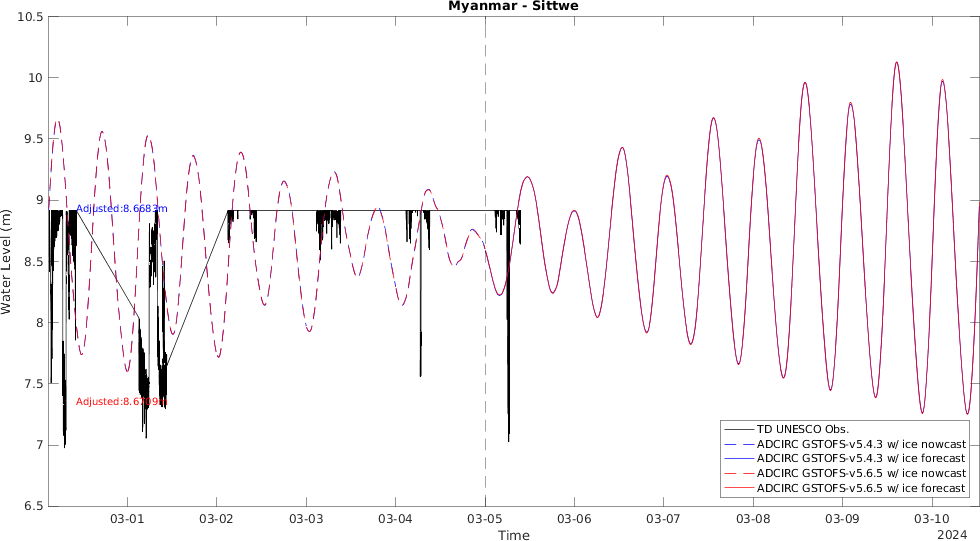 Myanmar - Sittwe
10.5
10
9.5
9
8.5
8
7.5
7
6.5
Water Level (m)
Adjusted:8.6683m
Adjusted:8.6709m
TD UNESCO Obs.
ADCIRC GSTOFS-v5.4.3 w/ ice nowcast
ADCIRC GSTOFS-v5.4.3 w/ ice forecast
ADCIRC GSTOFS-v5.6.5 w/ ice nowcast
ADCIRC GSTOFS-v5.6.5 w/ ice forecast
03-01 03-02 03-03 03-04 03-05 03-06 03-07 03-08 03-09 03-10
Time
2024